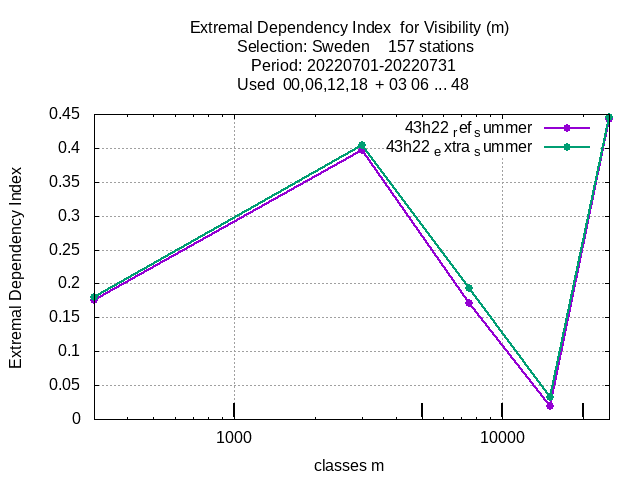 Extremal Dependency Index for Visibility (m)
Selection: Sweden 157 stations
Period: 20220701-20220731
Used 00,06,12,18 + 03 06 ... 48
43h22 ref summer
43h22 extra summer
Extremal Dependency Index
0.45
0.4
0.35
0.3
0.25
0.2
0.15
0.1
0.05
0
1000 10000
classes m